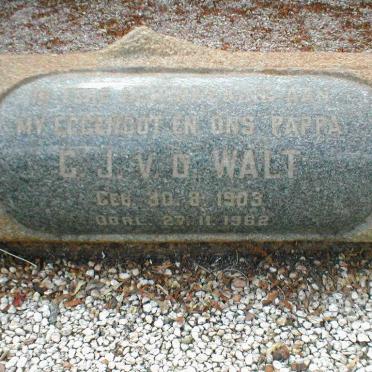 MY EGGENOOT EN ONS PAPPA
C. J. V. D. WALT
GEB. 30. 8. 1903
OORL. 27. 11. 1962